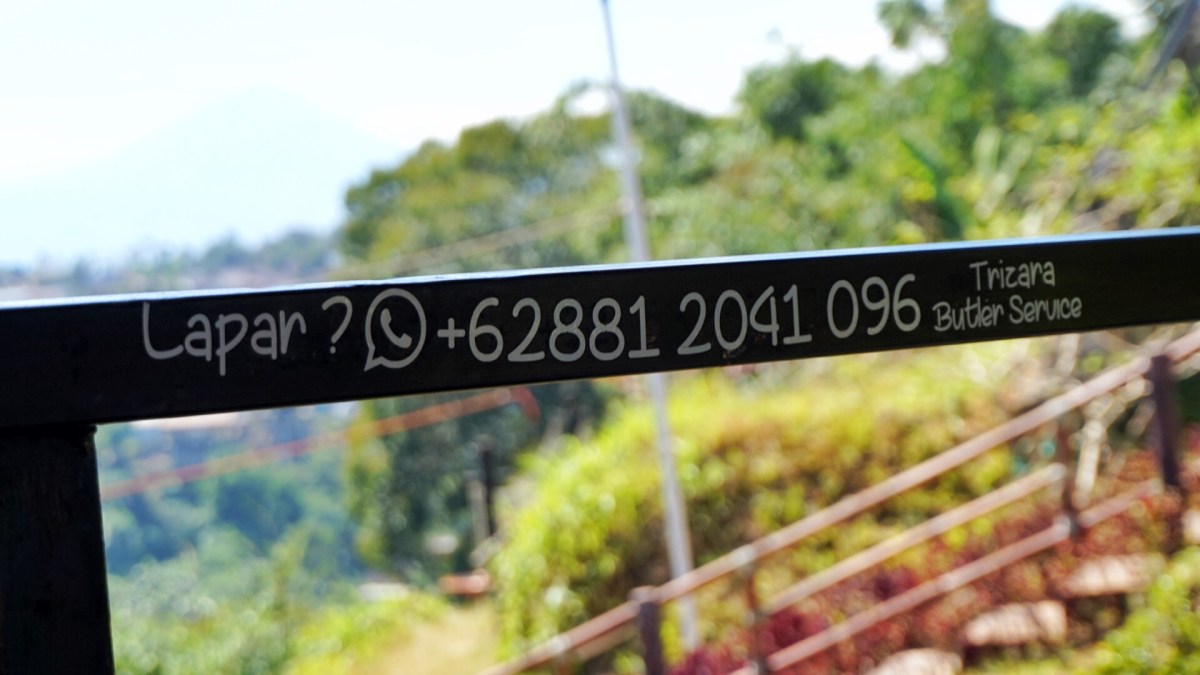 Lapar ? +62881 2041 096
Trizara
Butler Service